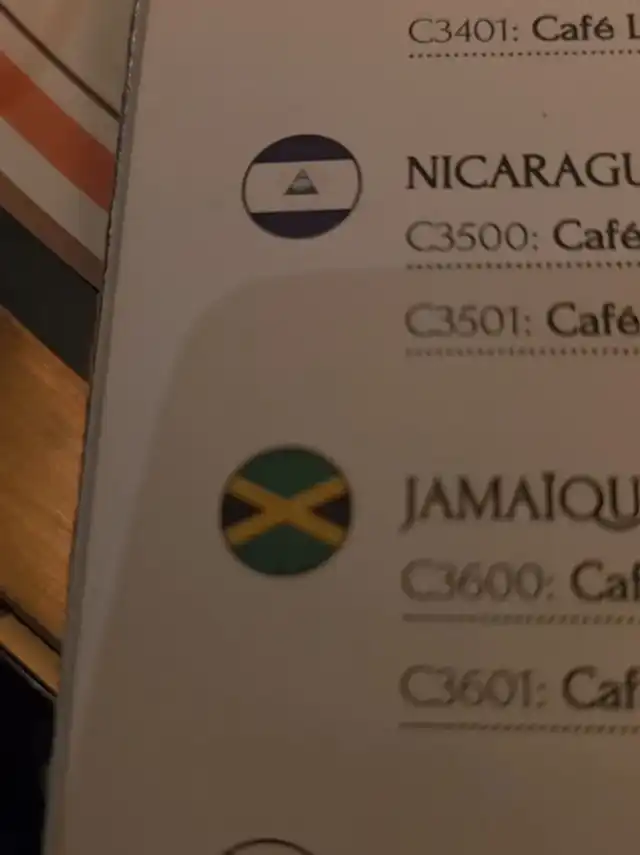 C3401: Café L
NICARAGU
C3500: Café
C3501: Café
JAMAÏQU
C3600: Caf
C3601: Caf